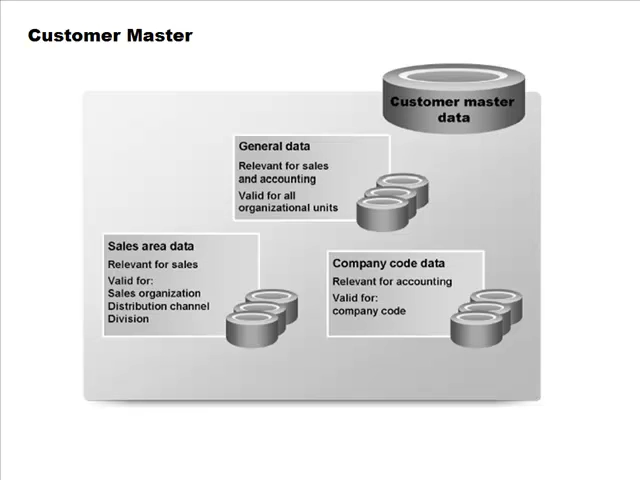 Customer Master
Customer master
data
General data
Relevant for sales
and accounting
Valid for all
organizational units
Sales area data
Relevant for sales
Valid for:
Sales organization
Distribution channel
Division
Company code data
Relevant for accounting
Valid for:
company code